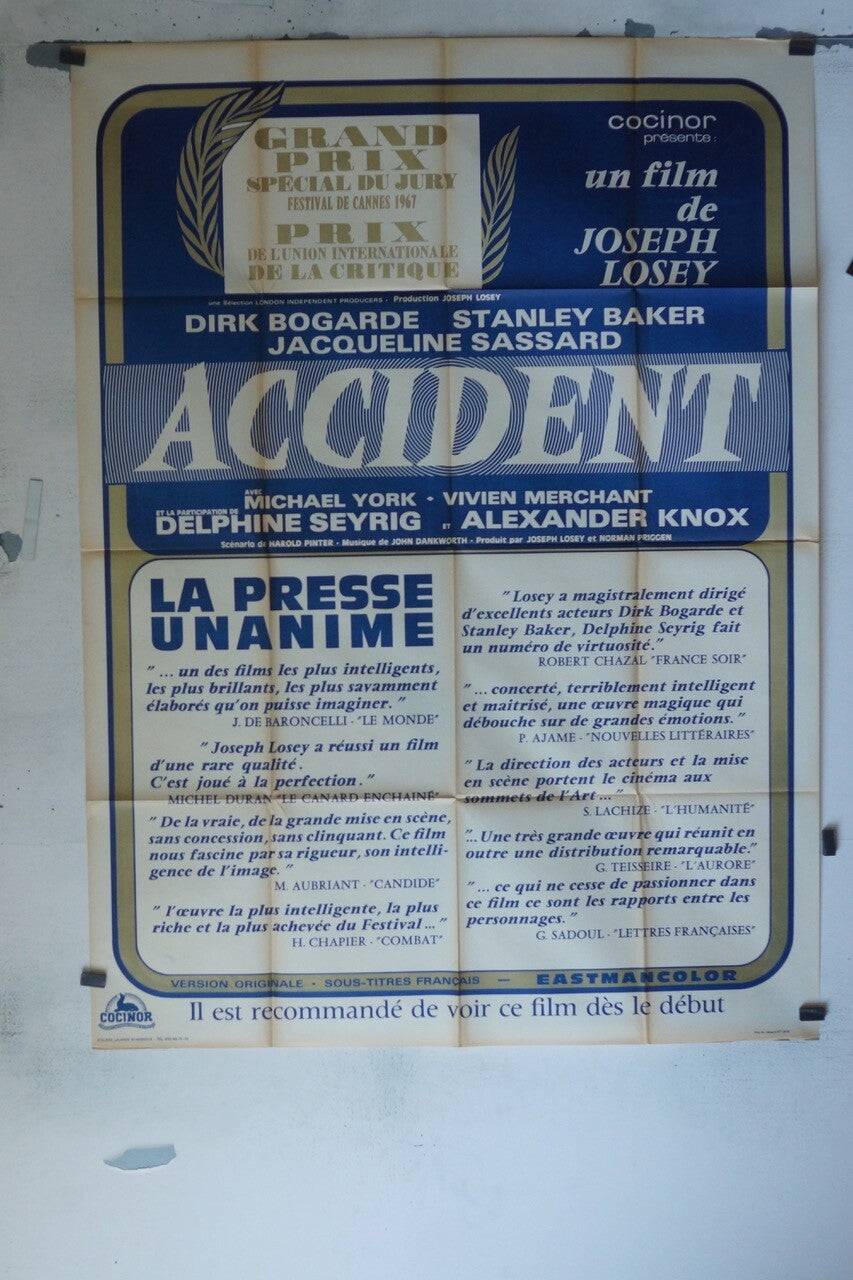 GRAND
PRIX
SPÉCIAL DU JURY
FESTIVAL DE CANNES 1967
PRIX
DE L'UNION INTERNATIONALE
DE LA CRITIQUE
cocinor
présente :
un film
de
JOSEPH
LOSEY
une Sélection LONDON INDEPENDENT PRODUCERS - Production JOSEPH LOSEY
DIRK BOGARDE STANLEY BAKER
JACQUELINE SASSARD
ACCIDENT
AVEC
MICHAEL YORK - VIVIEN MERCHANT
ET LA PARTICIPATION DE
DELPHINE SEYRIG ET ALEXANDER KNOX
Scénario de HAROLD PINTER - Musique de JOHN DANKWORTH - Produit par JOSEPH LOSEY et NORMAN PRIGGEN
LA PRESSE
UNANIME
"... un des films les plus intelligents,
les plus brillants, les plus savamment
élaborés qu'on puisse imaginer."
J. DE BARONCELLI - "LE MONDE"
"Joseph Losey a réussi un film
d'une rare qualité.
C'est joué à la perfection."
MICHEL DURAN "LE CANARD ENCHAINÉ"
"De la vraie, de la grande mise en scène,
sans concession, sans clinquant. Ce film
nous fascine par sa rigueur, son intelli-
gence de l'image."
M. AUBRIANT - "CANDIDE"
"l'œuvre la plus intelligente, la plus
riche et la plus achevée du Festival ..."
H. CHAPIER - "COMBAT"
"Losey a magistralement dirigé
d'excellents acteurs Dirk Bogarde et
Stanley Baker, Delphine Seyrig fait
un numéro de virtuosité."
ROBERT CHAZAL "FRANCE SOIR"
"... concerté, terriblement intelligent
et maitrisé, une œuvre magique qui
débouche sur de grandes émotions."
P. AJAME - "NOUVELLES LITTÉRAIRES"
"La direction des acteurs et la mise
en scène portent le cinéma aux
sommets de l'Art ..."
S. LACHIZE - "L'HUMANITÉ"
"... Une très grande œuvre qui réunit en
outre une distribution remarquable."
G. TEISSEIRE - "L'AURORE"
"... ce qui ne cesse de passionner dans
ce film ce sont les rapports entre les
personnages."
G. SADOUL - "LETTRES FRANÇAISES"
VERSION ORIGINALE - SOUS-TITRES FRANÇAIS — EASTMANCOLOR
COCINOR
Il est recommandé de voir ce film dès le début